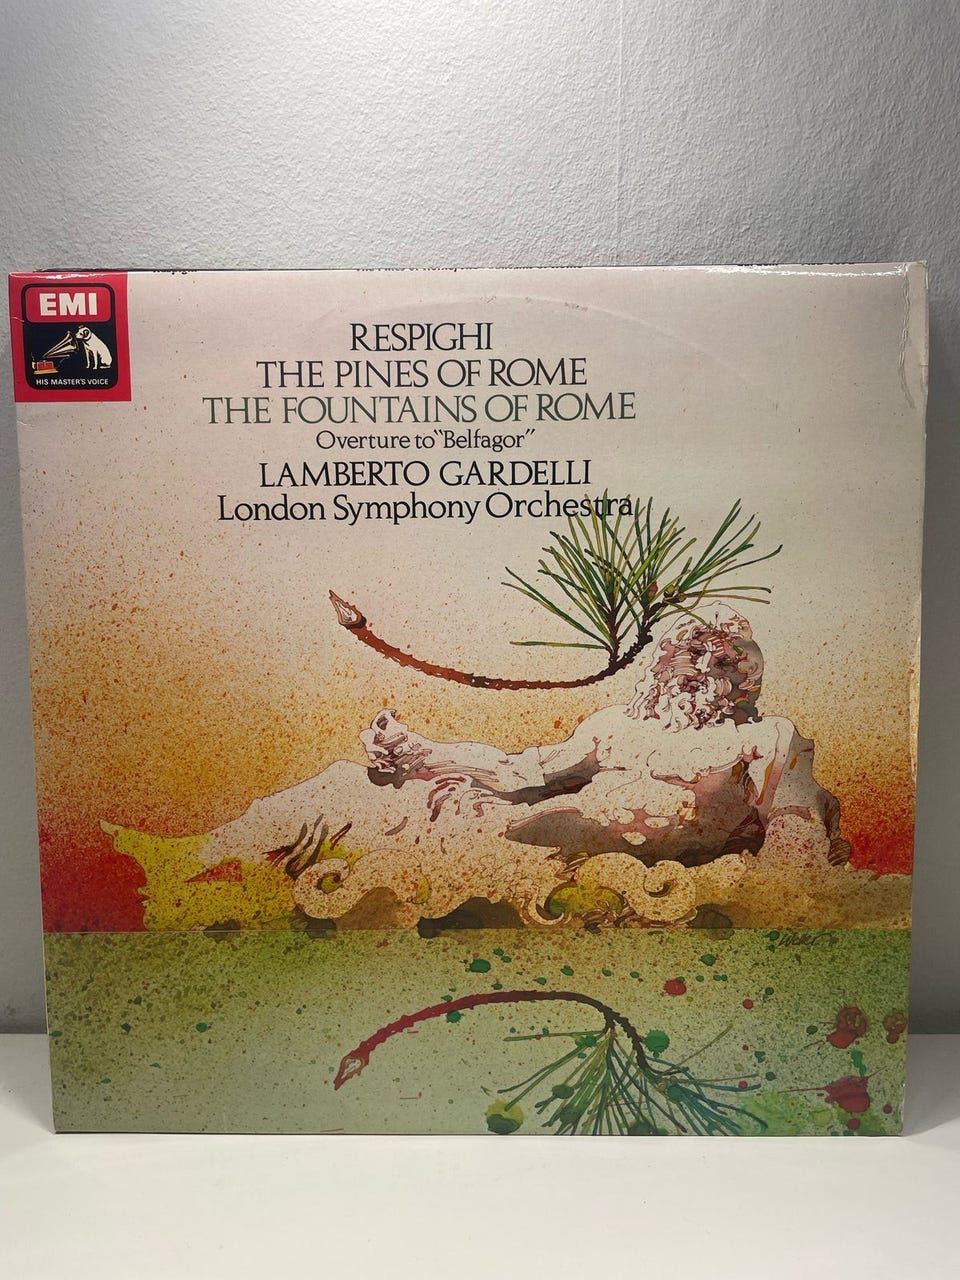 EMI
HIS MASTER'S VOICE
RESPIGHI
THE PINES OF ROME
THE FOUNTAINS OF ROME
Overture to "Belfagor"
LAMBERTO GARDELLI
London Symphony Orchestra